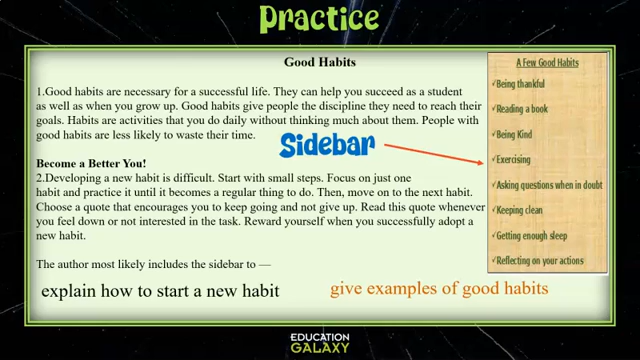 Practice
Good Habits
1.Good habits are necessary for a successful life. They can help you succeed as a student
as well as when you grow up. Good habits give people the discipline they need to reach their
goals. Habits are activities that you do daily without thinking much about them. People with
good habits are less likely to waste their time.
Sidebar
Become a Better You!
2.Developing a new habit is difficult. Start with small steps. Focus on just one
habit and practice it until it becomes a regular thing to do. Then, move on to the next habit.
Choose a quote that encourages you to keep going and not give up. Read this quote whenever
you feel down or not interested in the task. Reward yourself when you successfully adopt a
new habit.
The author most likely includes the sidebar to —
explain how to start a new habit
give examples of good habits
A Few Good Habits
✓Being thankful
✓Reading a book
✓Being Kind
✓Exercising
✓Asking questions when in doubt
✓Keeping clean
✓Getting enough sleep
✓Reflecting on your actions
EDUCATION
GALAXY